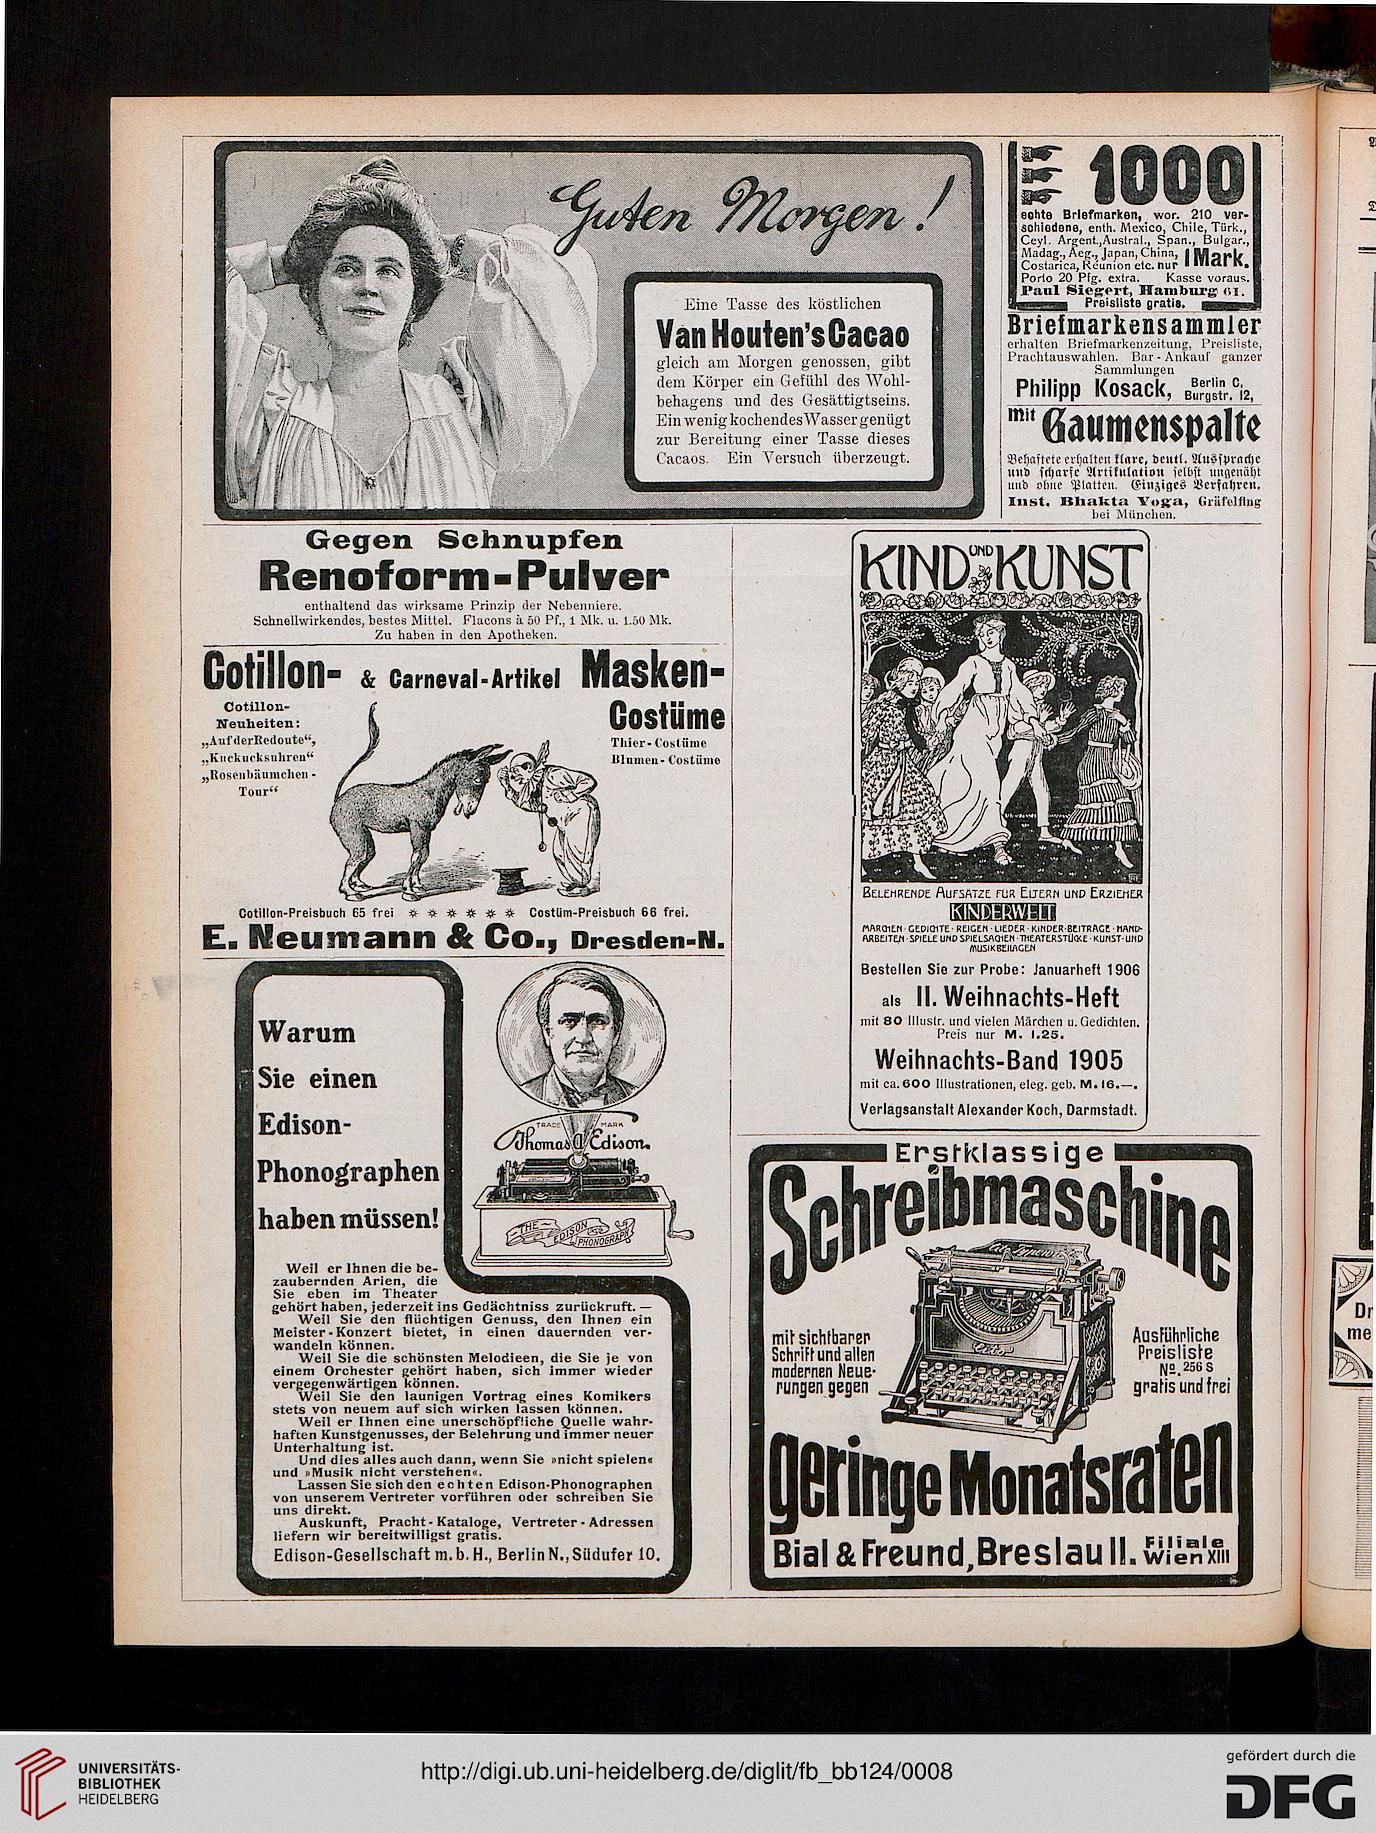 Guten Morgen!
Eine Tasse des köstlichen
Van Houten's Cacao
gleich am Morgen genossen, gibt
dem Körper ein Gefühl des Wohl-
behagens und des Gesättigtseins.
Ein wenig kochendes Wasser genügt
zur Bereitung einer Tasse dieses
Cacaos. Ein Versuch überzeugt.
1000
echte Briefmarken, wor. 210 ver-
schiedene, enth. Mexico, Chile, Türk.,
Ceyl. Argent., Austral., Span., Bulgar.,
Madag., Aeg., Japan, China, 1 Mark.
Costarica, Réunion etc. nur
Porto 20 Pfg. extra. Kasse voraus.
Paul Siegert, Hamburg 61.
Preisliste gratis.
Briefmarkensammler
erhalten Briefmarkenzeitung, Preisliste,
Prachtauswahlen. Bar-Ankauf ganzer
Sammlungen
Philipp Kosack, Berlin C, Burgstr. 12,
mit Gaumenspalte
Behaftete erhalten klare, deutl. Aussprache
und scharfe Artikulation selbst ungenäht
und ohne Platten. Einziges Verfahren.
Inst. Bhakta Yoga, Gräfelfing
bei München.
Gegen Schnupfen
Renoform-Pulver
enthaltend das wirksame Prinzip der Nebenniere.
Schnellwirkendes, bestes Mittel. Flacons à 50 Pf., 1 Mk. u. 1.50 Mk.
Zu haben in den Apotheken.
Cotillon- & Carneval-Artikel Masken-
Costüme
Cotillon-
Neuheiten:
„Auf der Redoute“,
„Kuckucksuhren“
„Rosenbäumchen-
Tour“
Thier-Costüme
Blumen-Costüme
Cotillon-Preisbuch 65 frei ✲ ✲ ✲ ✲ ✲ ✲ Costüm-Preisbuch 66 frei.
E. Neumann & Co., Dresden-N.
Warum
Sie einen
Edison-
Phonographen
haben müssen!
TRADE MARK
Thomas A Edison.
THE EDISON PHONOGRAPH
Weil er Ihnen die be-
zaubernden Arien, die
Sie eben im Theater
gehört haben, jederzeit ins Gedächtniss zurückruft. —
Weil Sie den flüchtigen Genuss, den Ihnen ein
Meister-Konzert bietet, in einen dauernden ver-
wandeln können.
Weil Sie die schönsten Melodieen, die Sie je von
einem Orchester gehört haben, sich immer wieder
vergegenwärtigen können.
Weil Sie den launigen Vortrag eines Komikers
stets von neuem auf sich wirken lassen können.
Weil er Ihnen eine unerschöpfliche Quelle wahr-
haften Kunstgenusses, der Belehrung und immer neuer
Unterhaltung ist.
Und dies alles auch dann, wenn Sie »nicht spielen«
und »Musik nicht verstehen«.
Lassen Sie sich den echten Edison-Phonographen
von unserem Vertreter vorführen oder schreiben Sie
uns direkt.
Auskunft, Pracht-Kataloge, Vertreter-Adressen
liefern wir bereitwilligst gratis.
Edison-Gesellschaft m. b. H., Berlin N., Südufer 10.
KIND UND KUNST
BELEHRENDE AUFSATZE FUR ELTERN UND ERZIEHER
KINDERWELT
MÄRCHEN · GEDICHTE · REIGEN · LIEDER · KINDER-BEITRÄGE · HAND-
ARBEITEN · SPIELE UND SPIELSACHEN · THEATERSTÜCKE · KUNST- UND
MUSIKBEILAGEN
Bestellen Sie zur Probe: Januarheft 1906
als II. Weihnachts-Heft
mit 80 Illustr. und vielen Märchen u. Gedichten.
Preis nur M. 1.25.
Weihnachts-Band 1905
mit ca. 600 Illustrationen, eleg. geb. M. 16.—.
Verlagsanstalt Alexander Koch, Darmstadt.
Erstklassige
Schreibmaschine
mit sichtbarer
Schrift und allen
modernen Neue-
rungen gegen
Ausführliche
Preisliste
No. 256 S
gratis und frei
geringe Monatsraten
Bial & Freund, Breslau II. Filiale Wien XIII
Dr
me
UNIVERSITÄTS-
BIBLIOTHEK
HEIDELBERG
http://digi.ub.uni-heidelberg.de/diglit/fb_bb124/0008
gefördert durch die
DFG